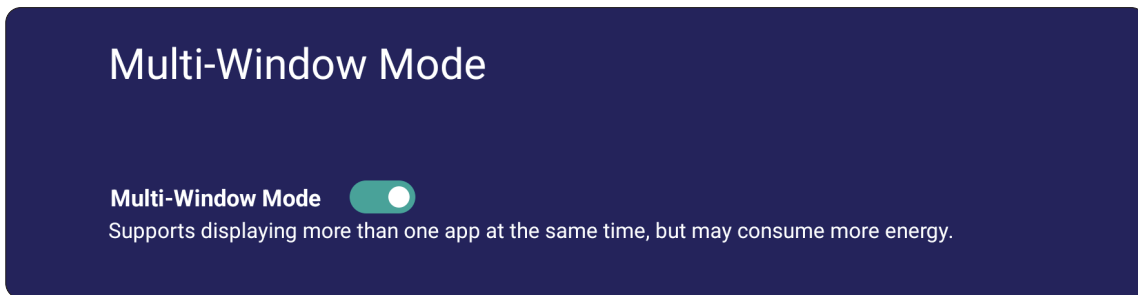 Multi-Window Mode
Multi-Window Mode
Supports displaying more than one app at the same time, but may consume more energy.